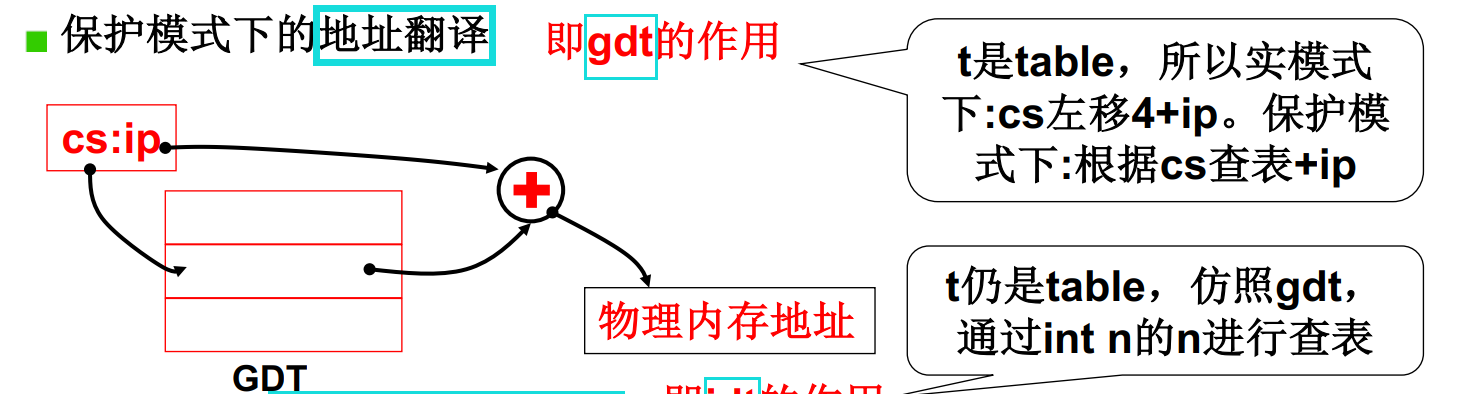 保护模式下的地址翻译
即gdt的作用
t是table，所以实模式
下:cs左移4+ip。保护模
式下:根据cs查表+ip
cs:ip
物理内存地址
t仍是table，仿照gdt，
通过int n的n进行查表
GDT
即idt的作用